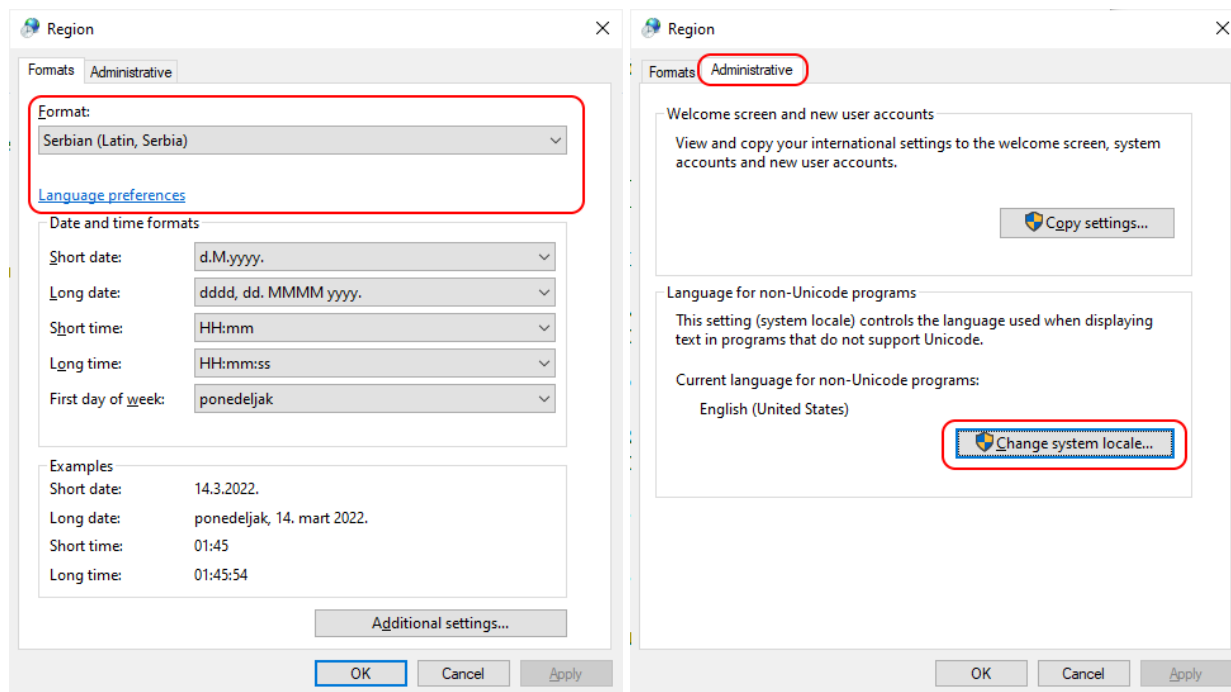 Region
Formats
Administrative
Format:
Serbian (Latin, Serbia)
Language preferences
Date and time formats
Short date:
d.M.yyyy.
Long date:
dddd, dd. MMMM yyyy.
Short time:
HH:mm
Long time:
HH:mm:ss
First day of week:
ponedeljak
Examples
Short date:
14.3.2022.
Long date:
ponedeljak, 14. mart 2022.
Short time:
01:45
Long time:
01:45:54
Additional settings...
OK
Cancel
Apply
Region
Formats
Administrative
Welcome screen and new user accounts
View and copy your international settings to the welcome screen, system
accounts and new user accounts.
Copy settings...
Language for non-Unicode programs
This setting (system locale) controls the language used when displaying
text in programs that do not support Unicode.
Current language for non-Unicode programs:
English (United States)
Change system locale...
OK
Cancel
Apply